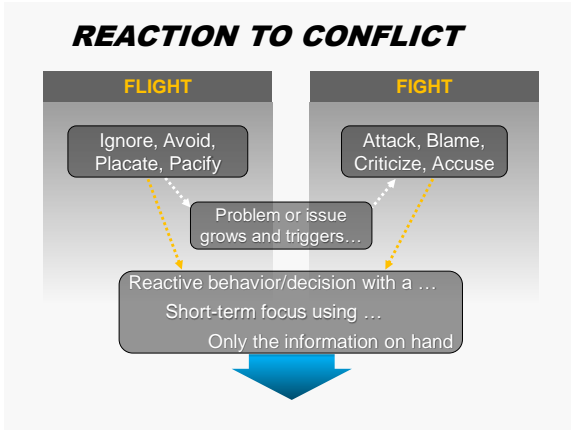 REACTION TO CONFLICT
FLIGHT
FIGHT
Ignore, Avoid,
Placate, Pacify
Attack, Blame,
Criticize, Accuse
Problem or issue
grows and triggers…
Reactive behavior/decision with a …
Short-term focus using …
Only the information on hand